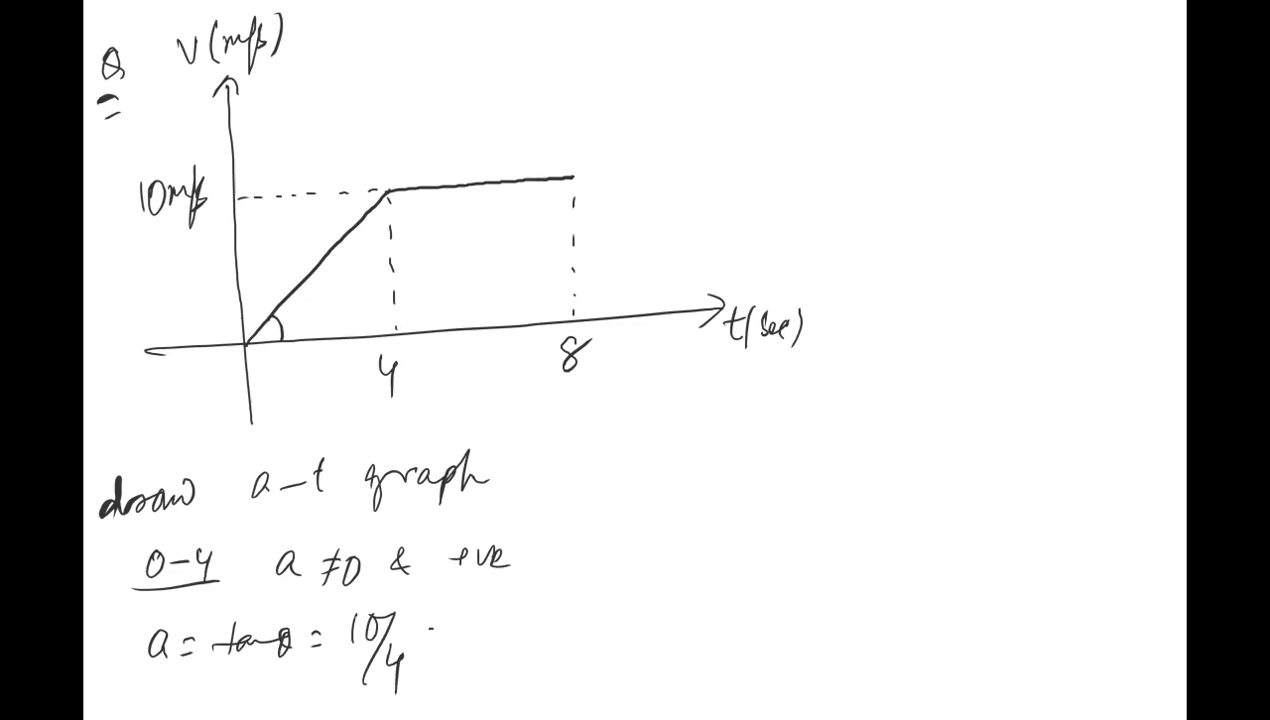 Q V(m/s)
10m/s
t(sec)
4 8
draw a-t graph
0-4 a ≠0 & +ve
a = tanθ = 10/4